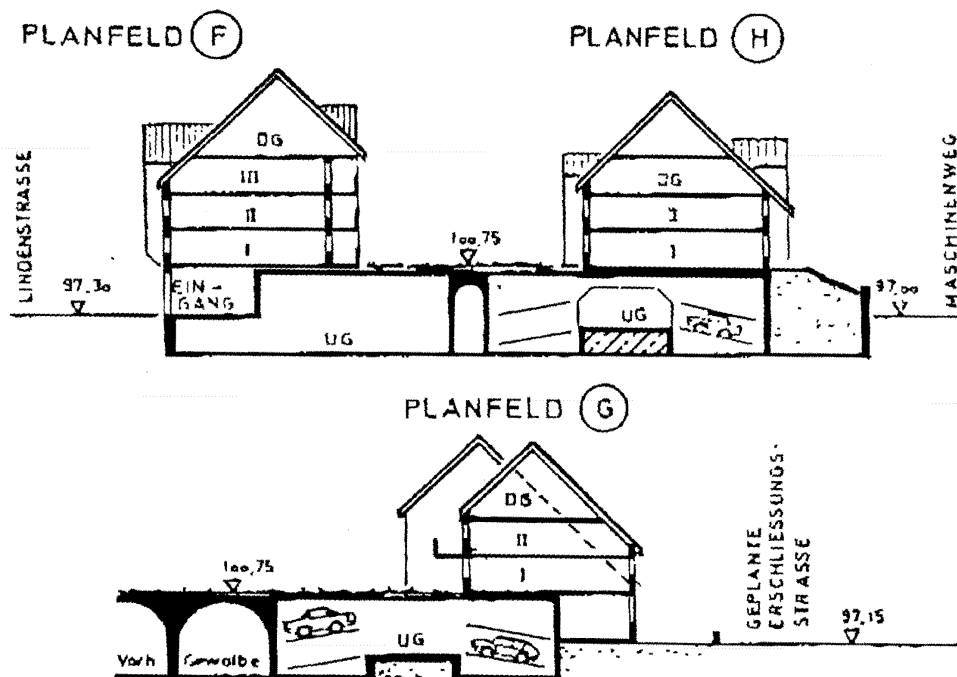 PLANFELD F
PLANFELD H
LINDENSTRASSE
97,30
EIN-
GANG
DG
III
II
I
UG
100,75
DG
I
UG
97,00
MASCHINENWEG
PLANFELD G
DG
II
I
UG
100,75
Vorh Gewölbe
GEPLANTE
ERSCHLIESSUNGS-
STRASSE
97,15